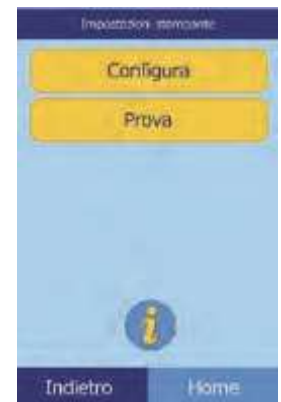 Impostazioni stampante
Configura
Prova
i
Indietro
Home